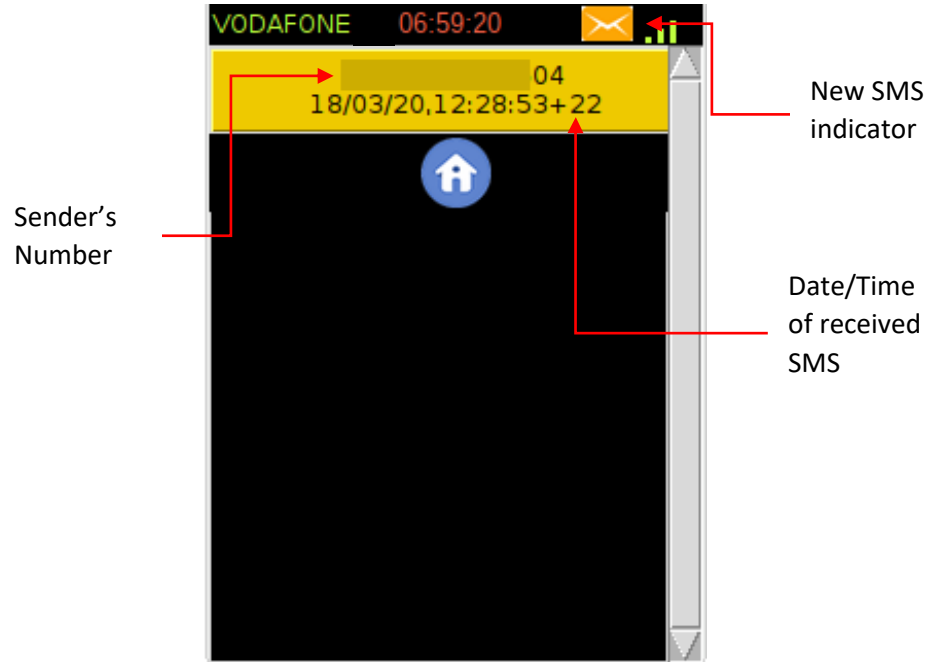 VODAFONE 06:59:20
04
18/03/20,12:28:53+22
New SMS
indicator
Sender’s
Number
Date/Time
of received
SMS